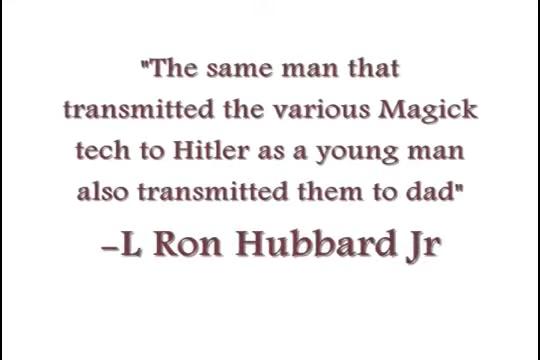 "The same man that
transmitted the various Magick
tech to Hitler as a young man
also transmitted them to dad"
-L Ron Hubbard Jr